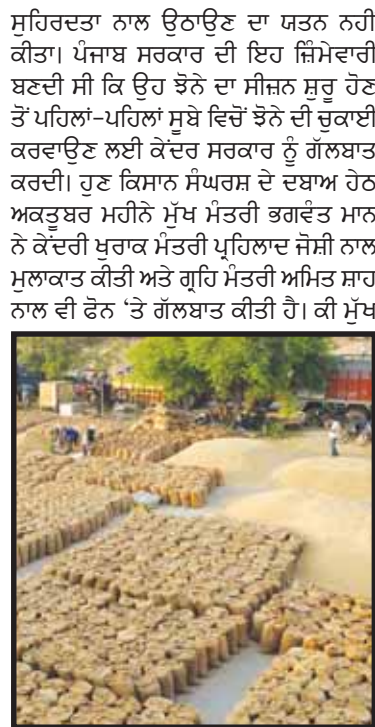 ਸੁਹਿਰਦਤਾ ਨਾਲ ਉਠਾਉਣ ਦਾ ਯਤਨ ਨਹੀ
ਕੀਤਾ। ਪੰਜਾਬ ਸਰਕਾਰ ਦੀ ਇਹ ਜ਼ਿੰਮੇਵਾਰੀ
ਬਣਦੀ ਸੀ ਕਿ ਉਹ ਝੋਨੇ ਦਾ ਸੀਜ਼ਨ ਸ਼ੁਰੂ ਹੋਣ
ਤੋਂ ਪਹਿਲਾਂ-ਪਹਿਲਾਂ ਸੂਬੇ ਵਿਚੋਂ ਝੋਨੇ ਦੀ ਚੁਕਾਈ
ਕਰਵਾਉਣ ਲਈ ਕੇਂਦਰ ਸਰਕਾਰ ਨੂੰ ਗੱਲਬਾਤ
ਕਰਦੀ। ਹੁਣ ਕਿਸਾਨ ਸੰਘਰਸ਼ ਦੇ ਦਬਾਅ ਹੇਠ
ਅਕਤੂਬਰ ਮਹੀਨੇ ਮੁੱਖ ਮੰਤਰੀ ਭਗਵੰਤ ਮਾਨ
ਨੇ ਕੇਂਦਰੀ ਖੁਰਾਕ ਮੰਤਰੀ ਪ੍ਰਹਿਲਾਦ ਜੋਸ਼ੀ ਨਾਲ
ਮੁਲਾਕਾਤ ਕੀਤੀ ਅਤੇ ਗ੍ਰਹਿ ਮੰਤਰੀ ਅਮਿਤ ਸ਼ਾਹ
ਨਾਲ ਵੀ ਫੋਨ ‘ਤੇ ਗੱਲਬਾਤ ਕੀਤੀ ਹੈ। ਕੀ ਮੁੱਖ